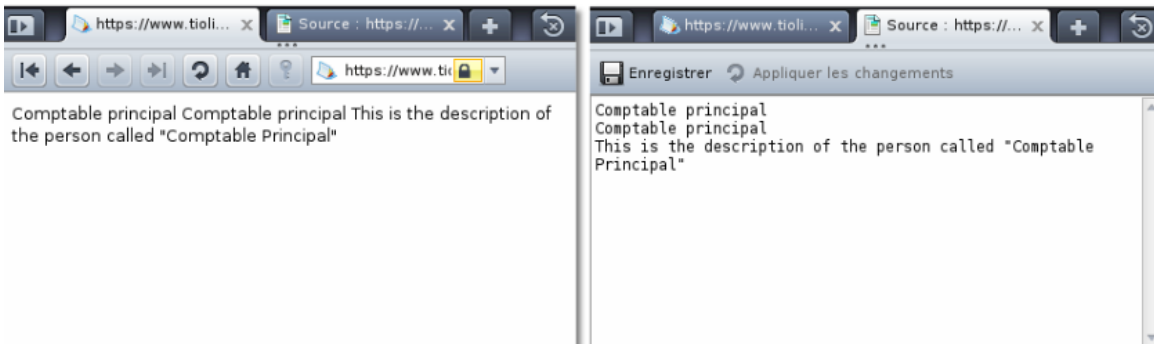 https://www.tioli... x Source : https://... x
https://www.ti
Comptable principal Comptable principal This is the description of
the person called "Comptable Principal"
https://www.tioli... x Source : https://... x
Enregistrer Appliquer les changements
Comptable principal
Comptable principal
This is the description of the person called "Comptable
Principal"